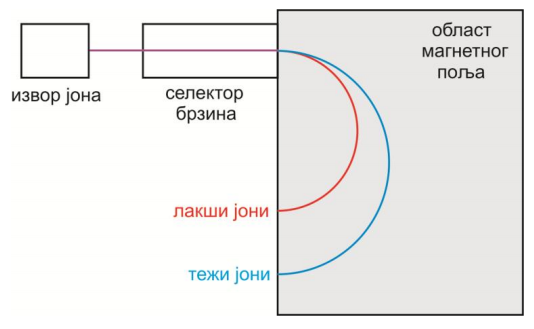 извор јона
селектор
брзина
област
магнетног
поља
лакши јони
тежи јони